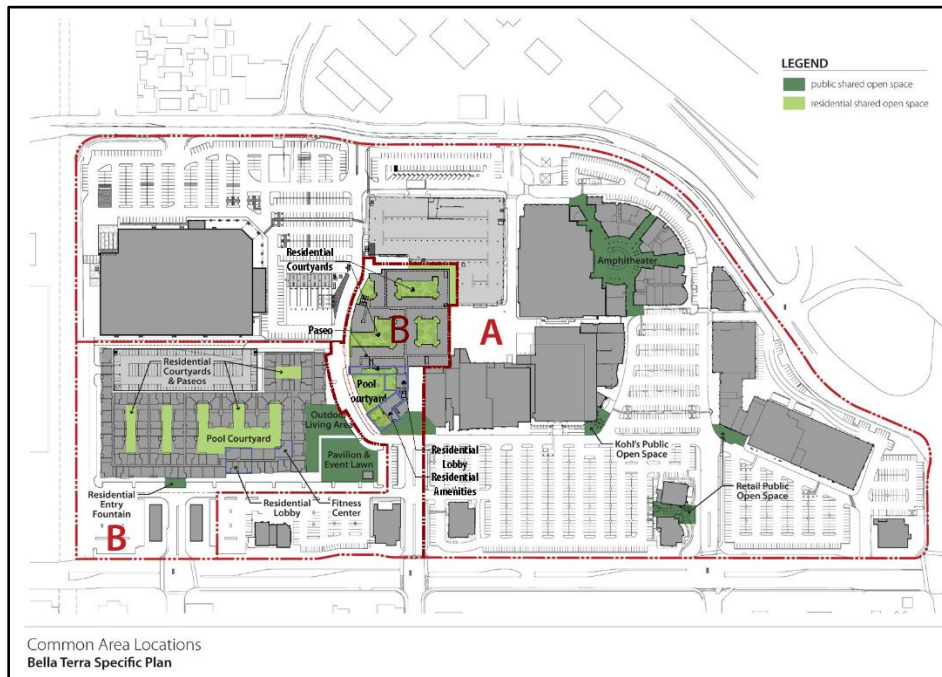 LEGEND
public shared open space
residential shared open space
Amphitheater
Residential
Courtyards
Paseo
B
A
Residential
Courtyards
& Paseos
Pool
ourtyard
Outdoor
Living Area
Pool Courtyard
Kohl's Public
Open Space
Pavilion &
Event Lawn
Residential
Lobby
Residential
Amenities
Residential
Entry
Fountain
Residential
Lobby
Fitness
Center
Retail Public
Open Space
B
Common Area Locations
Bella Terra Specific Plan